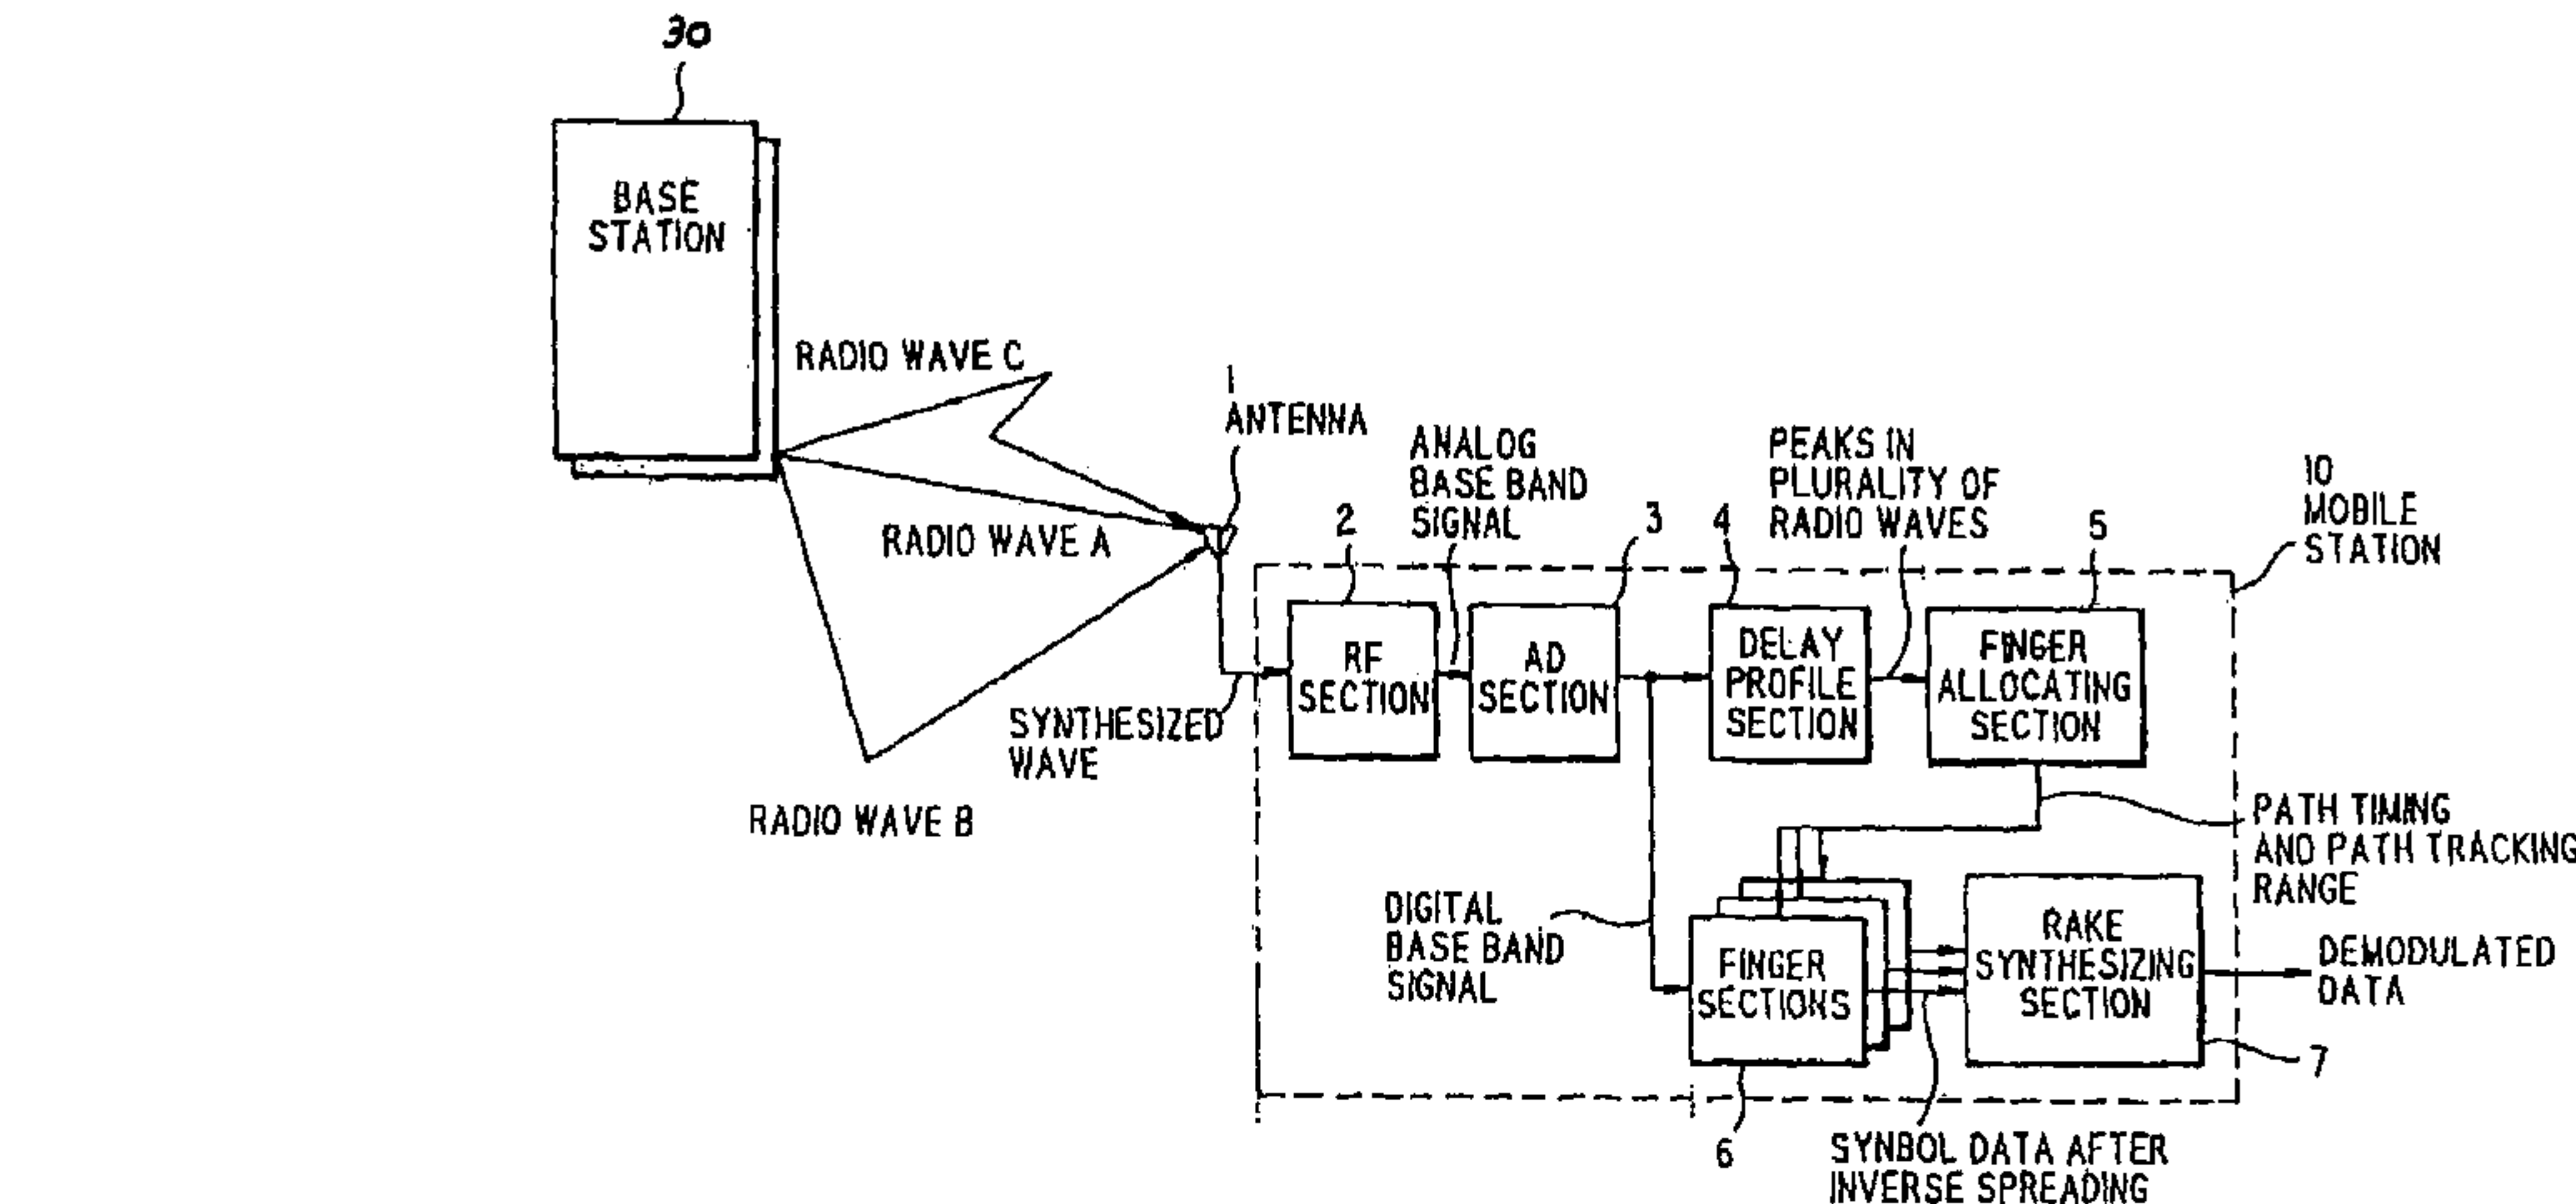 30
BASE
STATION
RADIO WAVE C
1
ANTENNA
RADIO WAVE A
RADIO WAVE B
SYNTHESIZED
WAVE
2
RF
SECTION
ANALOG
BASE BAND
SIGNAL
3
AD
SECTION
4
DELAY
PROFILE
SECTION
PEAKS IN
PLURALITY OF
RADIO WAVES
5
FINGER
ALLOCATING
SECTION
10
MOBILE
STATION
PATH TIMING
AND PATH TRACKING
RANGE
DIGITAL
BASE BAND
SIGNAL
FINGER
SECTIONS
6
RAKE
SYNTHESIZING
SECTION
7
DEMODULATED
DATA
SYNBOL DATA AFTER
INVERSE SPREADING